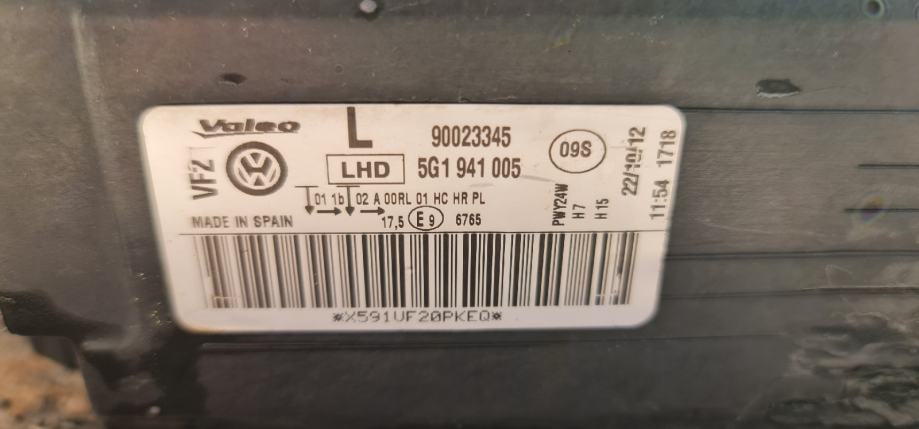 Valeo L 90023345 09S
VF2 LHD 5G1 941 005
01 1b 02 A 00RL 01 HC HR PL
MADE IN SPAIN 17,5 E9 6765
PWY24W
H7
H15
22/10/12
11:54 1718
*X591UF20PKEQ*